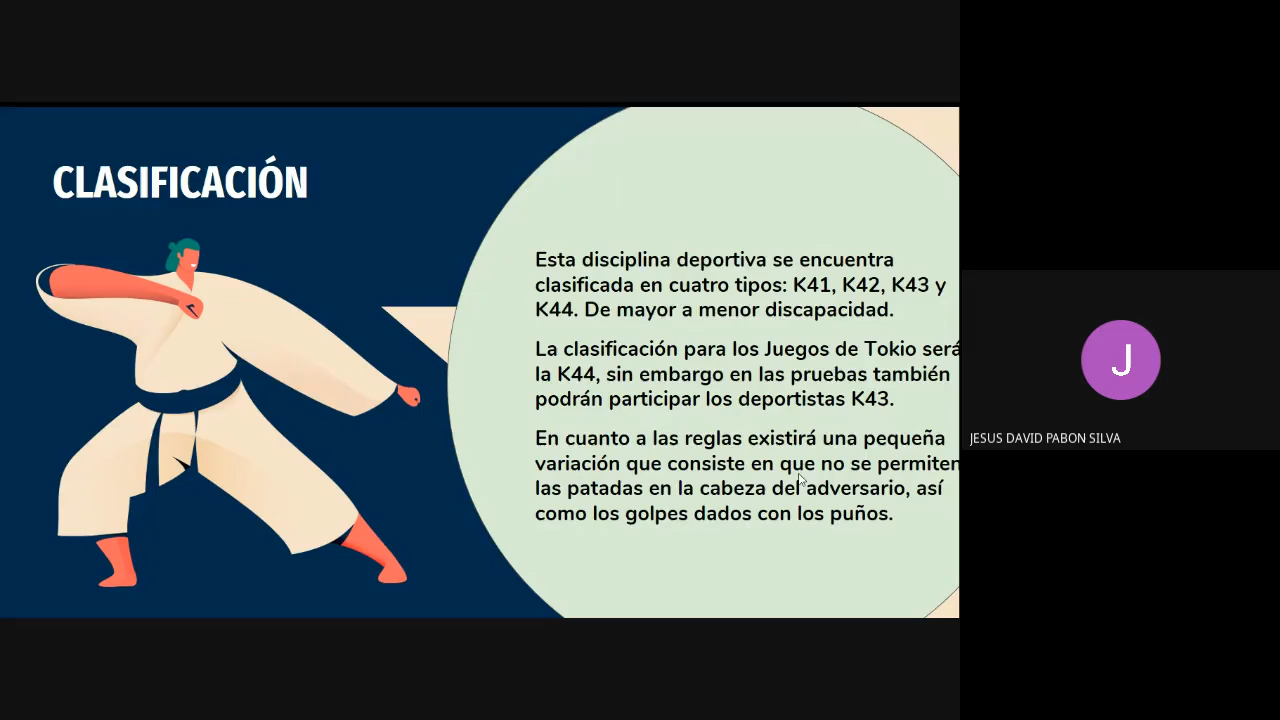 CLASIFICACIÓN
Esta disciplina deportiva se encuentra
clasificada en cuatro tipos: K41, K42, K43 y
K44. De mayor a menor discapacidad.
La clasificación para los Juegos de Tokio será
la K44, sin embargo en las pruebas también
podrán participar los deportistas K43.
En cuanto a las reglas existirá una pequeña
variación que consiste en que no se permiten
las patadas en la cabeza del adversario, así
como los golpes dados con los puños.
J
JESUS DAVID PABON SILVA